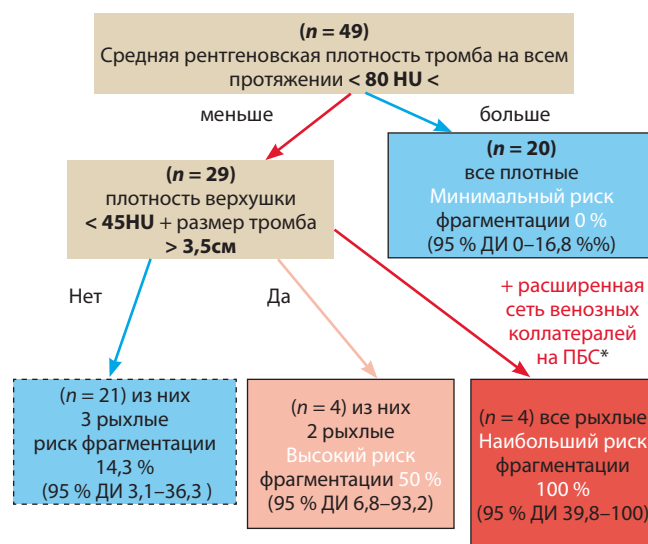 (n = 49)
Средняя рентгеновская плотность тромба на всем
протяжении < 80 HU <
меньше
больше
(n = 20)
все плотные
Минимальный риск
фрагментации 0 %
(95 % ДИ 0–16,8 %%)
(n = 29)
плотность верхушки
< 45HU + размер тромба
> 3,5см
Нет
Да
+ расширенная
сеть венозных
коллатералей
на ПБС*
(n = 21) из них
3 рыхлые
риск фрагментации
14,3 %
(95 % ДИ 3,1–36,3 )
(n = 4) из них
2 рыхлые
Высокий риск
фрагментации 50 %
(95 % ДИ 6,8–93,2)
(n = 4) все рыхлые
Наибольший риск
фрагментации
100 %
(95 % ДИ 39,8–100)